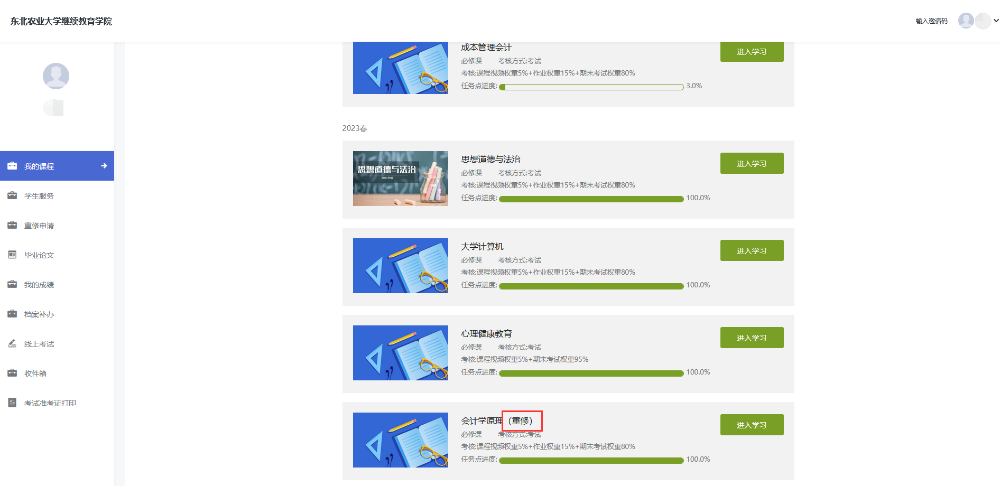 东北农业大学继续教育学院
输入邀请码
我的课程
学生服务
重修申请
毕业论文
我的成绩
档案补办
线上考试
收件箱
考试准考证打印
成本管理会计
进入学习
必修课 考核方式:考试
考核:课程视频权重5%+作业权重15%+期末考试权重80%
任务点进度: 3.0%
2023春
思想道德与法治
2023年版
思想道德与法治
进入学习
必修课 考核方式:考试
考核:课程视频权重5%+作业权重15%+期末考试权重80%
任务点进度: 100.0%
大学计算机
进入学习
必修课 考核方式:考试
考核:课程视频权重5%+作业权重15%+期末考试权重80%
任务点进度: 100.0%
心理健康教育
进入学习
必修课 考核方式:考试
考核:课程视频权重5%+期末考试权重95%
任务点进度: 100.0%
会计学原理（重修）
进入学习
必修课 考核方式:考试
考核:课程视频权重5%+作业权重15%+期末考试权重80%
任务点进度: 100.0%